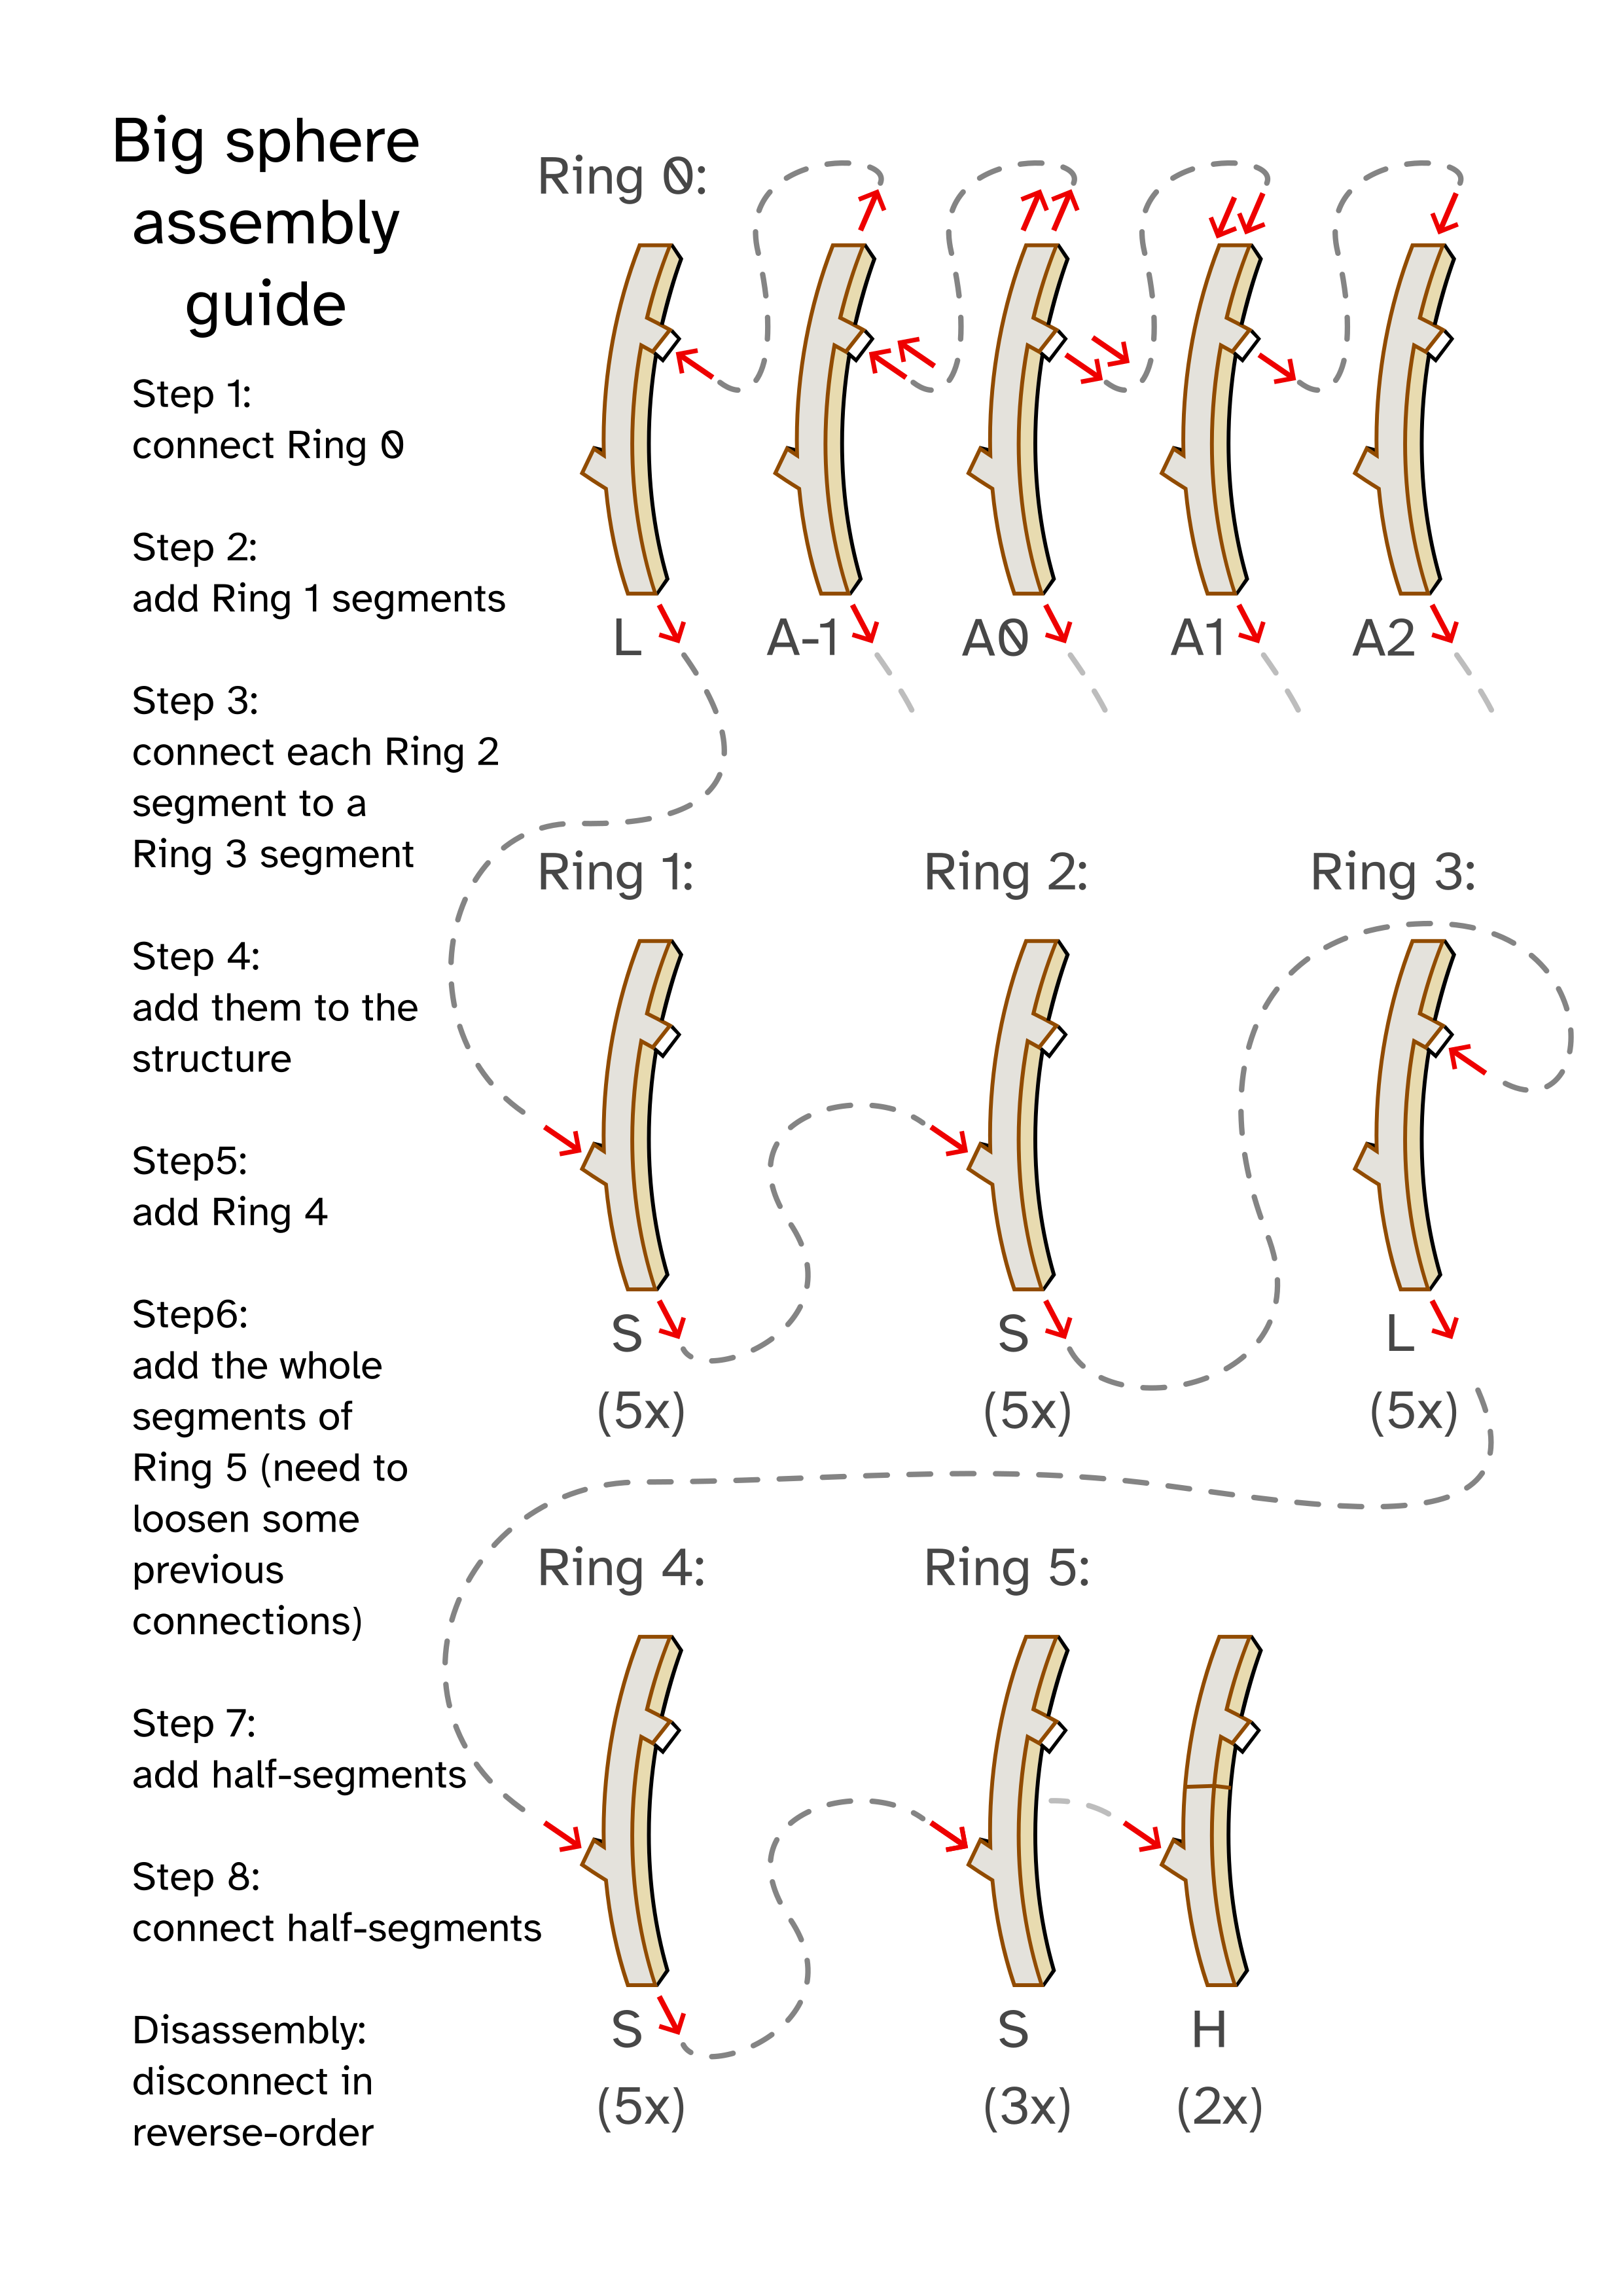 Big sphere
assembly
guide
Step 1:
connect Ring 0
Step 2:
add Ring 1 segments
Step 3:
connect each Ring 2
segment to a
Ring 3 segment
Step 4:
add them to the
structure
Step5:
add Ring 4
Step6:
add the whole
segments of
Ring 5 (need to
loosen some
previous
connections)
Step 7:
add half-segments
Step 8:
connect half-segments
Disassembly:
disconnect in
reverse-order
Ring 0:
L A-1 A0 A1 A2
Ring 1: Ring 2: Ring 3:
S S L
(5x) (5x) (5x)
Ring 4: Ring 5:
S S H
(5x) (3x) (2x)